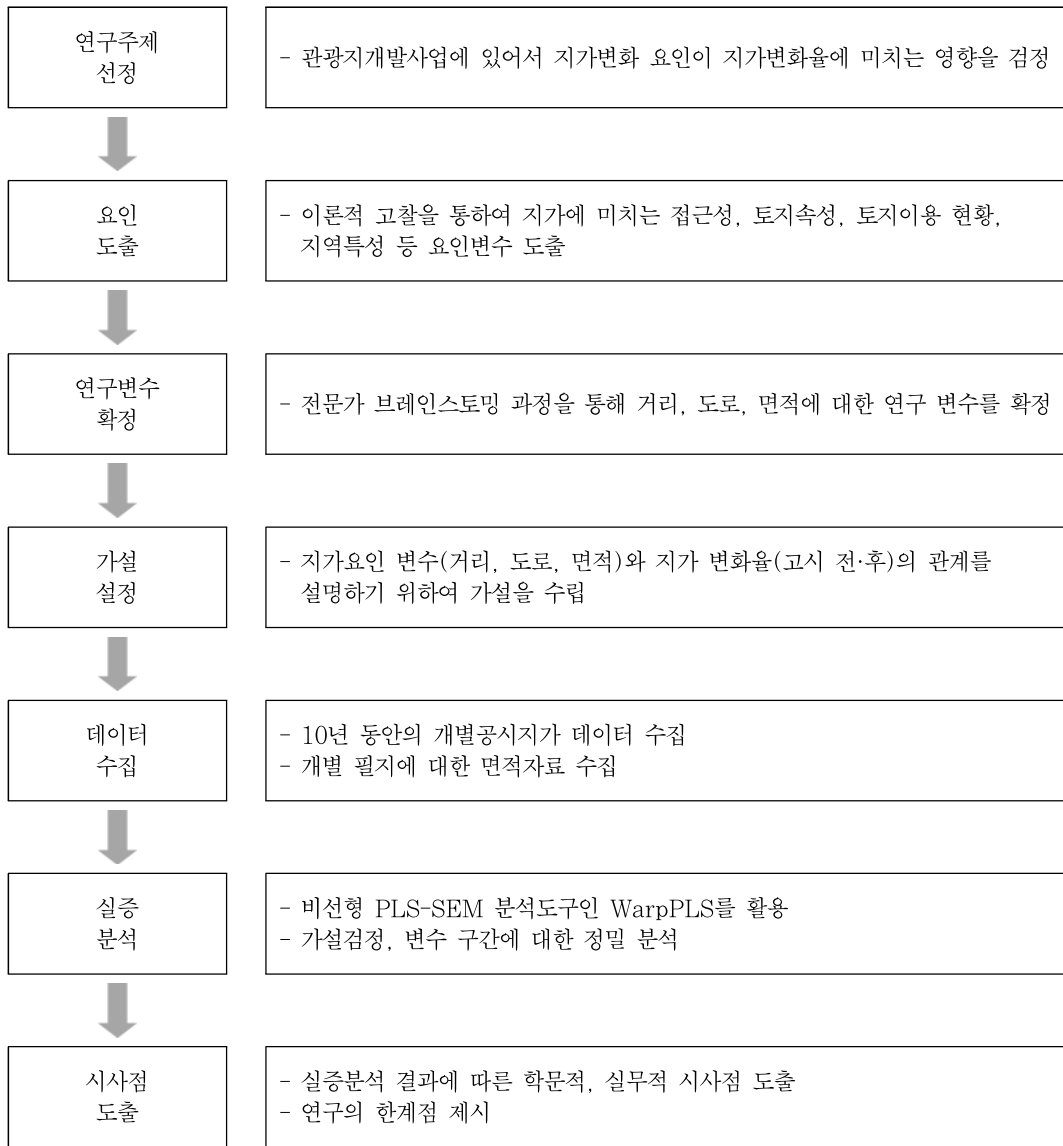 연구주제
선정
- 관광지개발사업에 있어서 지가변화 요인이 지가변화율에 미치는 영향을 검정
요인
도출
- 이론적 고찰을 통하여 지가에 미치는 접근성, 토지속성, 토지이용 현황,
지역특성 등 요인변수 도출
연구변수
확정
- 전문가 브레인스토밍 과정을 통해 거리, 도로, 면적에 대한 연구 변수를 확정
가설
설정
- 지가요인 변수(거리, 도로, 면적)와 지가 변화율(고시 전·후)의 관계를
설명하기 위하여 가설을 수립
데이터
수집
- 10년 동안의 개별공시지가 데이터 수집
- 개별 필지에 대한 면적자료 수집
실증
분석
- 비선형 PLS-SEM 분석도구인 WarpPLS를 활용
- 가설검정, 변수 구간에 대한 정밀 분석
시사점
도출
- 실증분석 결과에 따른 학문적, 실무적 시사점 도출
- 연구의 한계점 제시